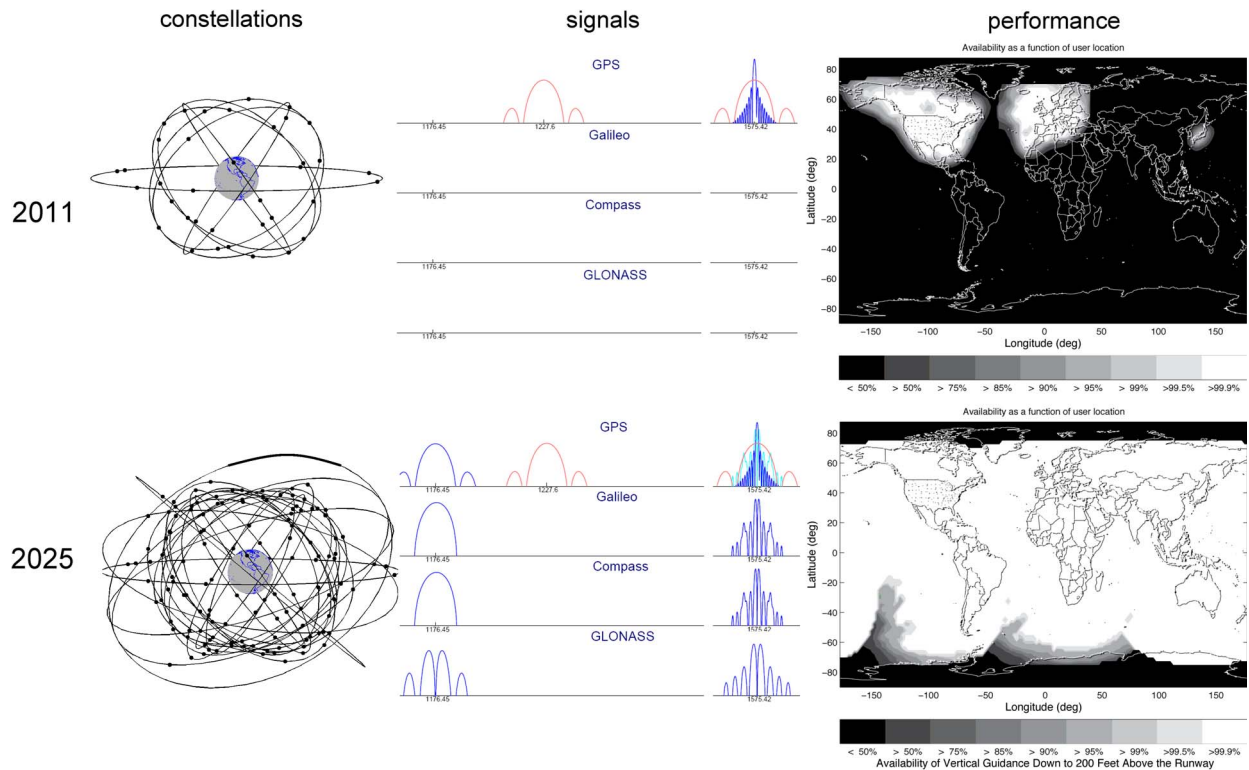 constellations signals performance
Availability as a function of user location
GPS
1176.45 1227.6 1575.42
Galileo
1176.45 1575.42
2011
Compass
1176.45 1575.42
GLONASS
1176.45 1575.42
80
60
40
20
0
−20
−40
−60
−80
Latitude (deg)
−150 −100 −50 0 50 100 150
Longitude (deg)
< 50% > 50% > 75% > 85% > 90% > 95% > 99% >99.5% >99.9%
Availability as a function of user location
GPS
1176.45 1227.6 1575.42
Galileo
1176.45 1575.42
2025
Compass
1176.45 1575.42
GLONASS
1176.45 1575.42
80
60
40
20
0
−20
−40
−60
−80
Latitude (deg)
−150 −100 −50 0 50 100 150
Longitude (deg)
< 50% > 50% > 75% > 85% > 90% > 95% > 99% >99.5% >99.9%
Availability of Vertical Guidance Down to 200 Feet Above the Runway